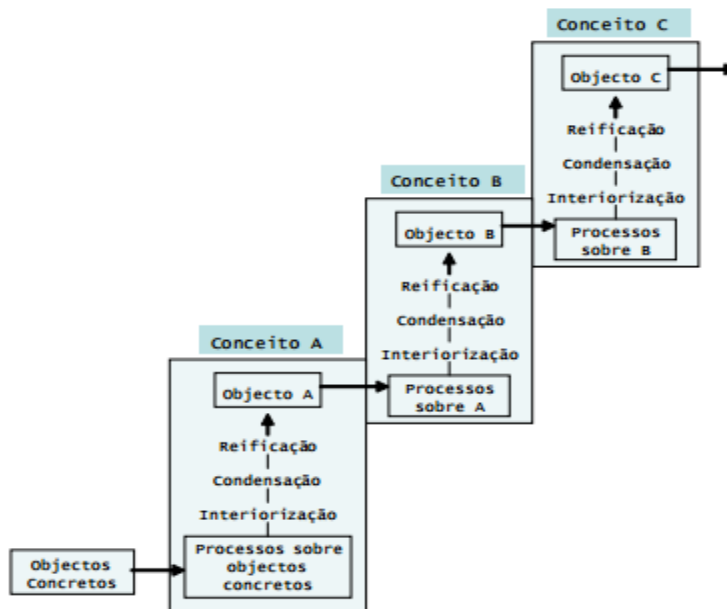 Conceito C
Objecto C
Reificação
Condensação
Interiorização
Processos
sobre B
Conceito B
Objecto B
Reificação
Condensação
Interiorização
Processos
sobre A
Conceito A
Objecto A
Reificação
Condensação
Interiorização
Processos sobre
objectos
concretos
Objectos
Concretos